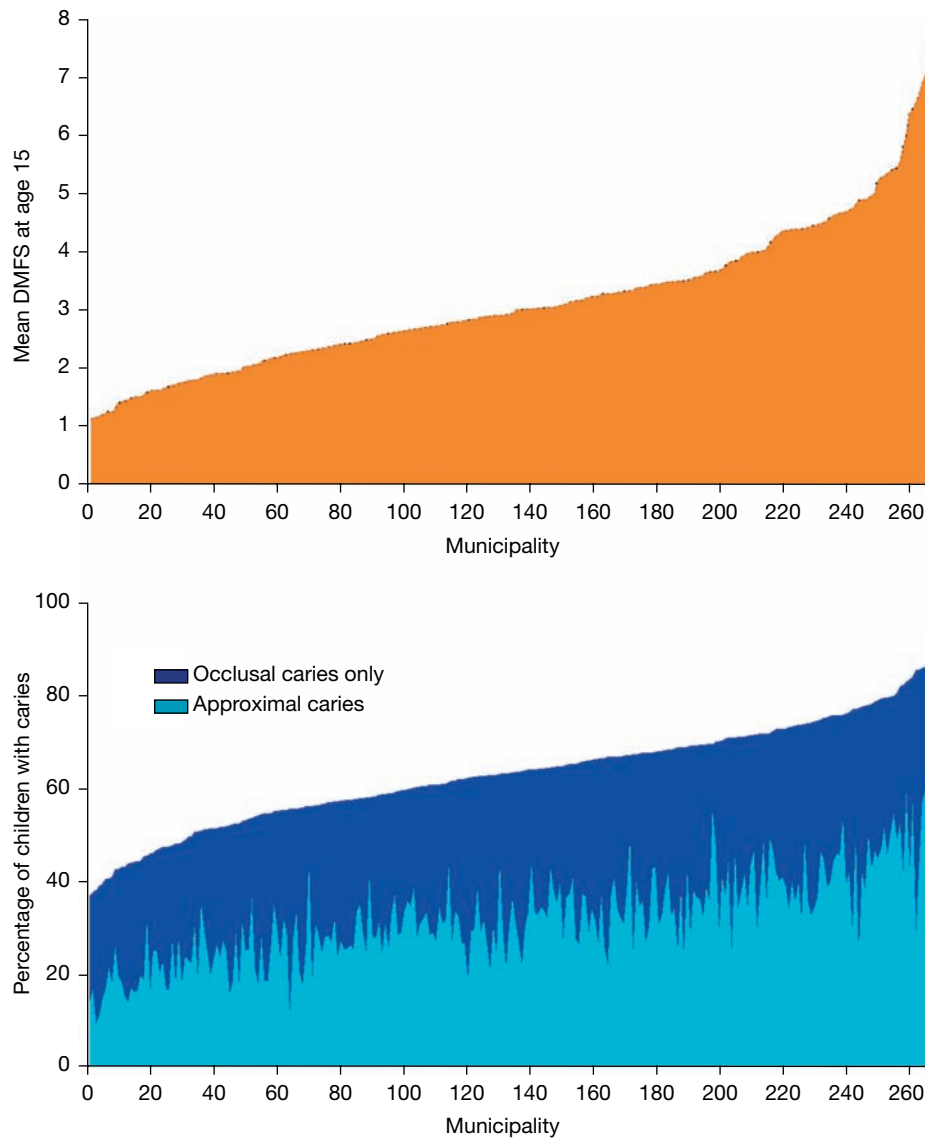 8
7
6
5
4
3
2
1
0
Mean DMFS at age 15
0 20 40 60 80 100 120 140 160 180 200 220 240 260
Municipality
100
80
60
40
20
0
Percentage of children with caries
Occlusal caries only
Approximal caries
0 20 40 60 80 100 120 140 160 180 200 220 240 260
Municipality